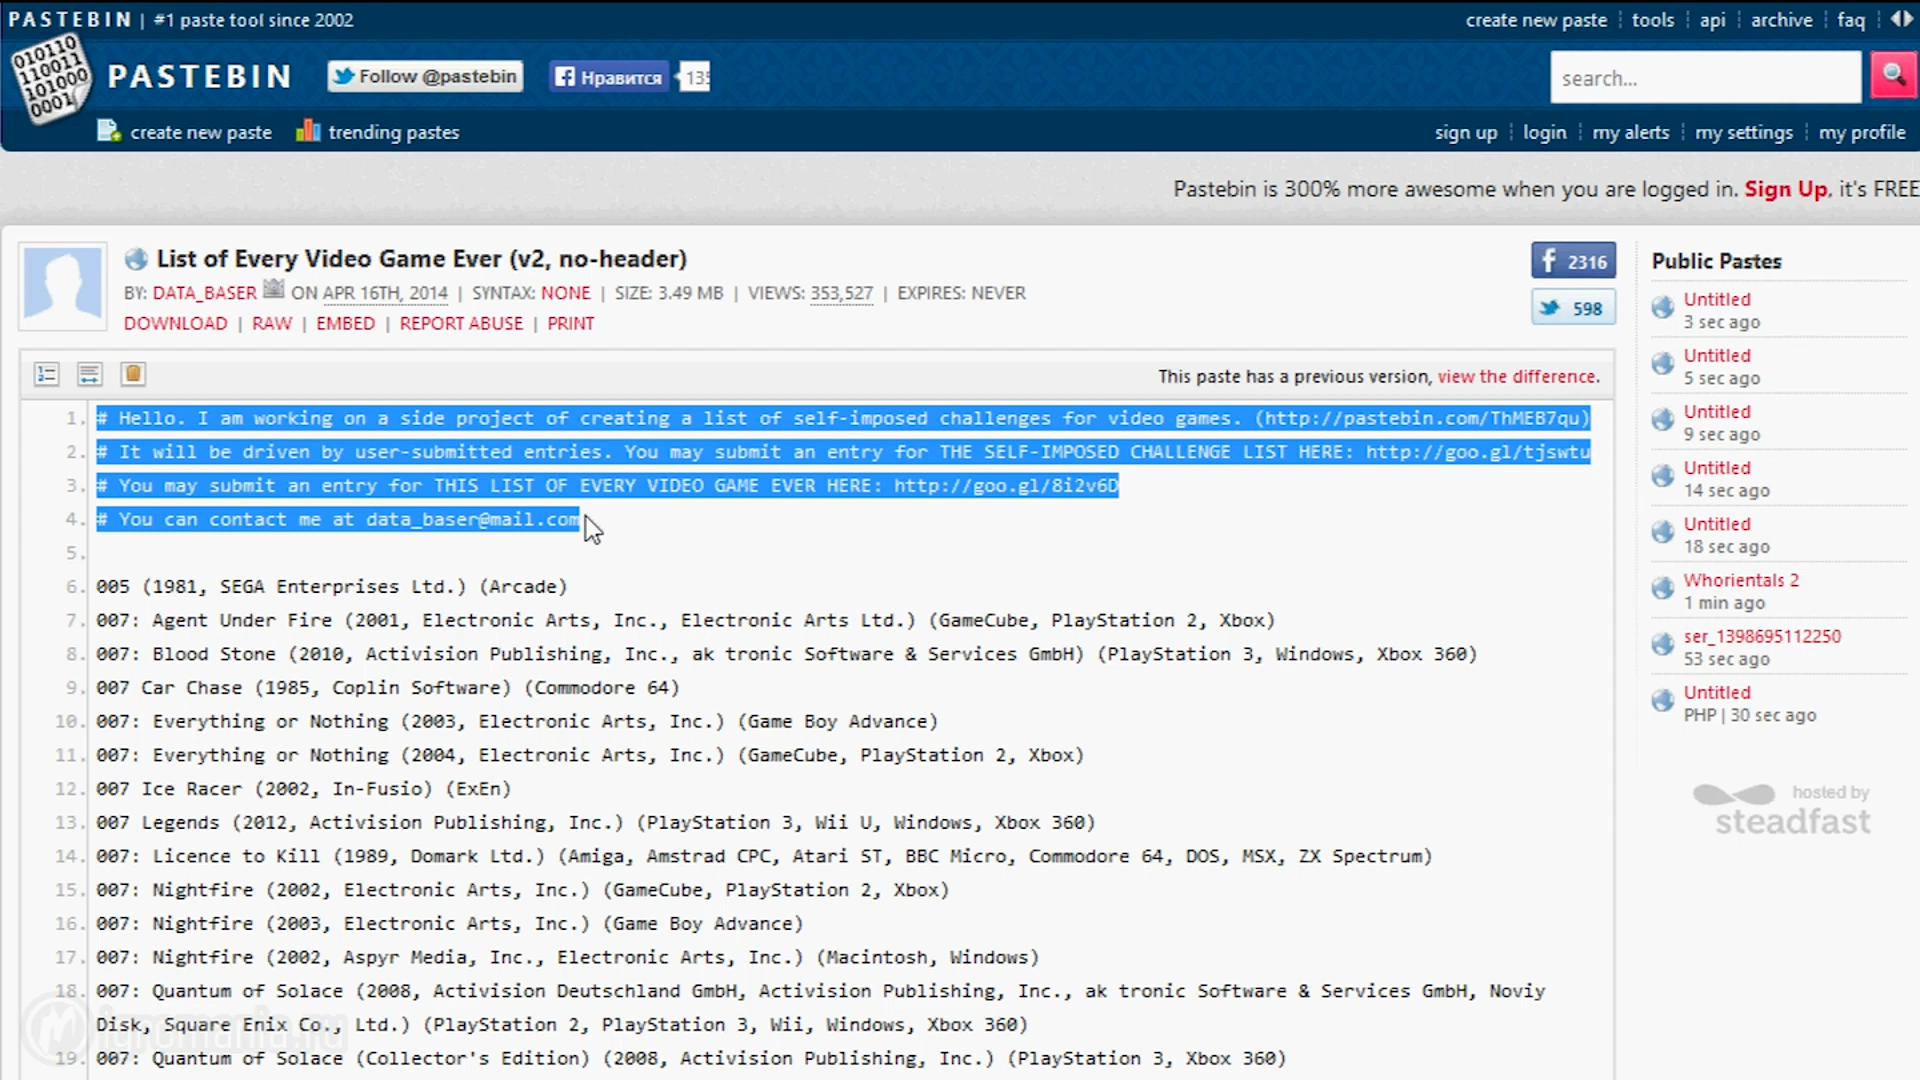 PASTEBIN | #1 paste tool since 2002
create new paste tools api archive faq
010110
110011
101000
0001
PASTEBIN
Follow @pastebin
Нравится
search...
create new paste trending pastes
sign up login my alerts my settings my profile
Pastebin is 300% more awesome when you are logged in. Sign Up, it's FREE
List of Every Video Game Ever (v2, no-header)
BY: DATA_BASER ON APR 16TH, 2014 | SYNTAX: NONE | SIZE: 3.49 MB | VIEWS: 353,527 | EXPIRES: NEVER
DOWNLOAD | RAW | EMBED | REPORT ABUSE | PRINT
2316
598
This paste has a previous version, view the difference.
1. # Hello. I am working on a side project of creating a list of self-imposed challenges for video games. (http://pastebin.com/ThMEB7qu)
2. # It will be driven by user-submitted entries. You may submit an entry for THE SELF-IMPOSED CHALLENGE LIST HERE: http://goo.gl/tjswtu
3. # You may submit an entry for THIS LIST OF EVERY VIDEO GAME EVER HERE: http://goo.gl/8i2v6D
4. # You can contact me at data_baser@mail.com
5.
6. 005 (1981, SEGA Enterprises Ltd.) (Arcade)
7. 007: Agent Under Fire (2001, Electronic Arts, Inc., Electronic Arts Ltd.) (GameCube, PlayStation 2, Xbox)
8. 007: Blood Stone (2010, Activision Publishing, Inc., ak tronic Software & Services GmbH) (PlayStation 3, Windows, Xbox 360)
9. 007 Car Chase (1985, Coplin Software) (Commodore 64)
10. 007: Everything or Nothing (2003, Electronic Arts, Inc.) (Game Boy Advance)
11. 007: Everything or Nothing (2004, Electronic Arts, Inc.) (GameCube, PlayStation 2, Xbox)
12. 007 Ice Racer (2002, In-Fusio) (ExEn)
13. 007 Legends (2012, Activision Publishing, Inc.) (PlayStation 3, Wii U, Windows, Xbox 360)
14. 007: Licence to Kill (1989, Domark Ltd.) (Amiga, Amstrad CPC, Atari ST, BBC Micro, Commodore 64, DOS, MSX, ZX Spectrum)
15. 007: Nightfire (2002, Electronic Arts, Inc.) (GameCube, PlayStation 2, Xbox)
16. 007: Nightfire (2003, Electronic Arts, Inc.) (Game Boy Advance)
17. 007: Nightfire (2002, Aspyr Media, Inc., Electronic Arts, Inc.) (Macintosh, Windows)
18. 007: Quantum of Solace (2008, Activision Deutschland GmbH, Activision Publishing, Inc., ak tronic Software & Services GmbH, Noviy
Disk, Square Enix Co., Ltd.) (PlayStation 2, PlayStation 3, Wii, Windows, Xbox 360)
19. 007: Quantum of Solace (Collector's Edition) (2008, Activision Publishing, Inc.) (PlayStation 3, Xbox 360)
igromania.ru
Public Pastes
Untitled
3 sec ago
Untitled
5 sec ago
Untitled
9 sec ago
Untitled
14 sec ago
Untitled
18 sec ago
Whorientals 2
1 min ago
ser_1398695112250
53 sec ago
Untitled
PHP | 30 sec ago
hosted by
steadfast